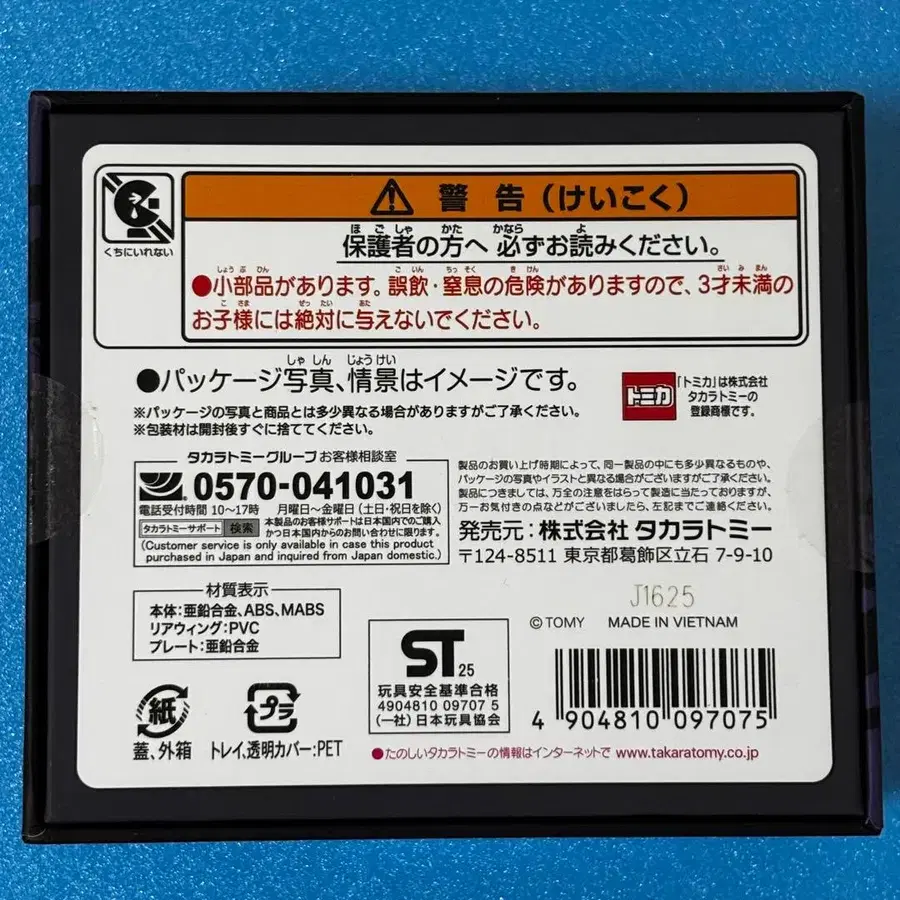 くちにいれない
警告（けいこく）
保護者の方へ 必ずお読みください。
●小部品があります。誤飲・窒息の危険がありますので、3才未満の
お子様には絶対に与えないでください。
●パッケージ写真、情景はイメージです。
※パッケージの写真と商品とは多少異なる場合がありますがご了承ください。
※包装材は開封後すぐに捨ててください。
トミカ
「トミカ」は株式会社
タカラトミーの
登録商標です。
タカラトミーグループ お客様相談室
0570-041031
電話受付時間 10〜17時 月曜日〜金曜日（土日・祝日を除く）
タカラトミーサポート 検索
本製品のお客様サポートは日本国内でのご購入
かつ日本国内からのお問い合わせに限ります。
(Customer service is only available in case this product
purchased in Japan and inquired from Japan domestic.)
製品のお買い上げ時期によって、同一製品の中にも多少異なるものや、
パッケージの写真やイラストと異なる場合がございますがご了承ください。
製品につきましては、万全の注意をはらって製造に当たっておりますが、
万一お気付きの点などがございましたら、左記までご連絡ください。
発売元：株式会社 タカラトミー
〒124-8511 東京都葛飾区立石 7-9-10
材質表示
本体：亜鉛合金、ABS、MABS
リアウィング：PVC
プレート：亜鉛合金
J1625
©TOMY MADE IN VIETNAM
紙
蓋、外箱
プラ
トレイ、透明カバー：PET
ST 25
玩具安全基準合格
4904810 09707 5
(一社) 日本玩具協会
4 904810 097075
●たのしいタカラトミーの情報はインターネットで www.takaratomy.co.jp